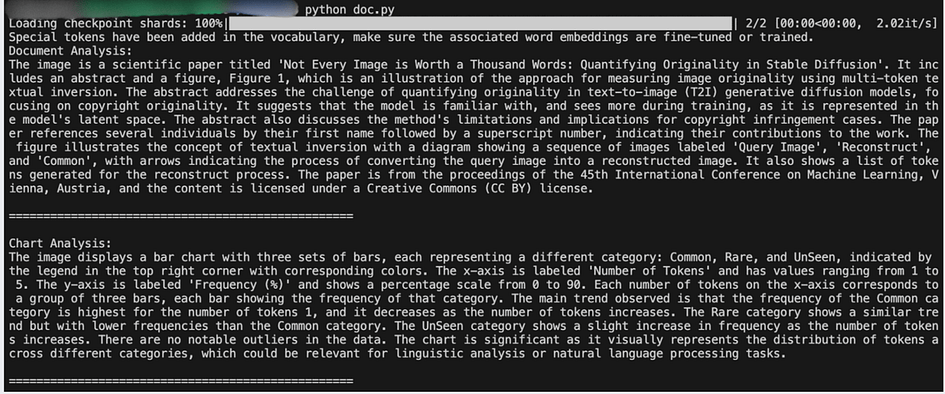 python doc.py
Loading checkpoint shards: 100%| | 2/2 [00:00<00:00, 2.02it/s]
Special tokens have been added in the vocabulary, make sure the associated word embeddings are fine-tuned or trained.
Document Analysis:
The image is a scientific paper titled 'Not Every Image is Worth a Thousand Words: Quantifying Originality in Stable Diffusion'. It inc
ludes an abstract and a figure, Figure 1, which is an illustration of the approach for measuring image originality using multi-token te
xtual inversion. The abstract addresses the challenge of quantifying originality in text-to-image (T2I) generative diffusion models, fo
cusing on copyright originality. It suggests that the model is familiar with, and sees more during training, as it is represented in th
e model's latent space. The abstract also discusses the method's limitations and implications for copyright infringement cases. The pap
er references several individuals by their first name followed by a superscript number, indicating their contributions to the work. The
figure illustrates the concept of textual inversion with a diagram showing a sequence of images labeled 'Query Image', 'Reconstruct',
and 'Common', with arrows indicating the process of converting the query image into a reconstructed image. It also shows a list of toke
ns generated for the reconstruct process. The paper is from the proceedings of the 45th International Conference on Machine Learning, V
ienna, Austria, and the content is licensed under a Creative Commons (CC BY) license.
==================================================
Chart Analysis:
The image displays a bar chart with three sets of bars, each representing a different category: Common, Rare, and UnSeen, indicated by
the legend in the top right corner with corresponding colors. The x-axis is labeled 'Number of Tokens' and has values ranging from 1 to
5. The y-axis is labeled 'Frequency (%)' and shows a percentage scale from 0 to 90. Each number of tokens on the x-axis corresponds to
a group of three bars, each bar showing the frequency of that category. The main trend observed is that the frequency of the Common ca
tegory is highest for the number of tokens 1, and it decreases as the number of tokens increases. The Rare category shows a similar tre
nd but with lower frequencies than the Common category. The UnSeen category shows a slight increase in frequency as the number of token
s increases. There are no notable outliers in the data. The chart is significant as it visually represents the distribution of tokens a
cross different categories, which could be relevant for linguistic analysis or natural language processing tasks.
==================================================